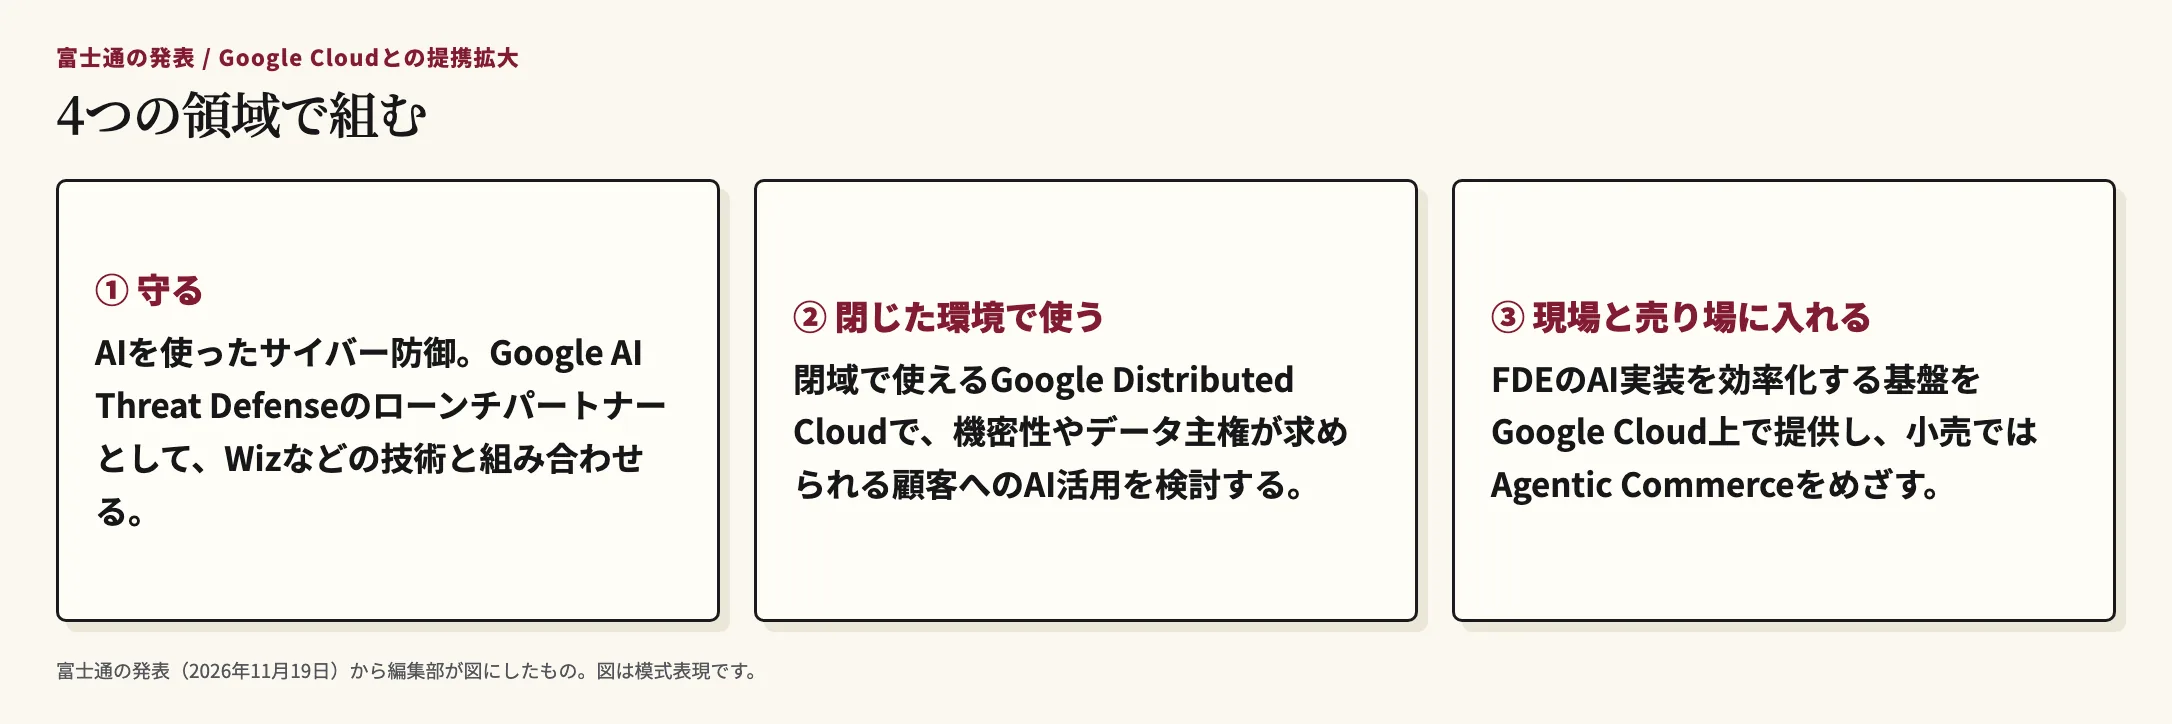 富士通の発表 / Google Cloudとの提携拡大
4つの領域で組む
① 守る
AIを使ったサイバー防御。Google AI
Threat Defenseのローンチパートナー
として、Wizなどの技術と組み合わせ
る。
② 閉じた環境で使う
閉域で使えるGoogle Distributed
Cloudで、機密性やデータ主権が求め
られる顧客へのAI活用を検討する。
③ 現場と売り場に入れる
FDEのAI実装を効率化する基盤を
Google Cloud上で提供し、小売では
Agentic Commerceをめざす。
富士通の発表（2026年11月19日）から編集部が図にしたもの。図は模式表現です。